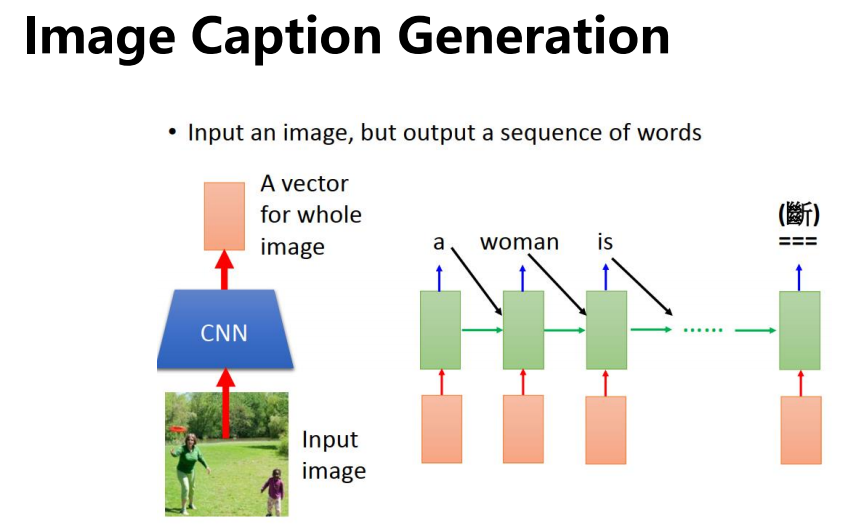 Image Caption Generation
• Input an image, but output a sequence of words
A vector
for whole
image
CNN
Input
image
a woman is
......
(斷)
===